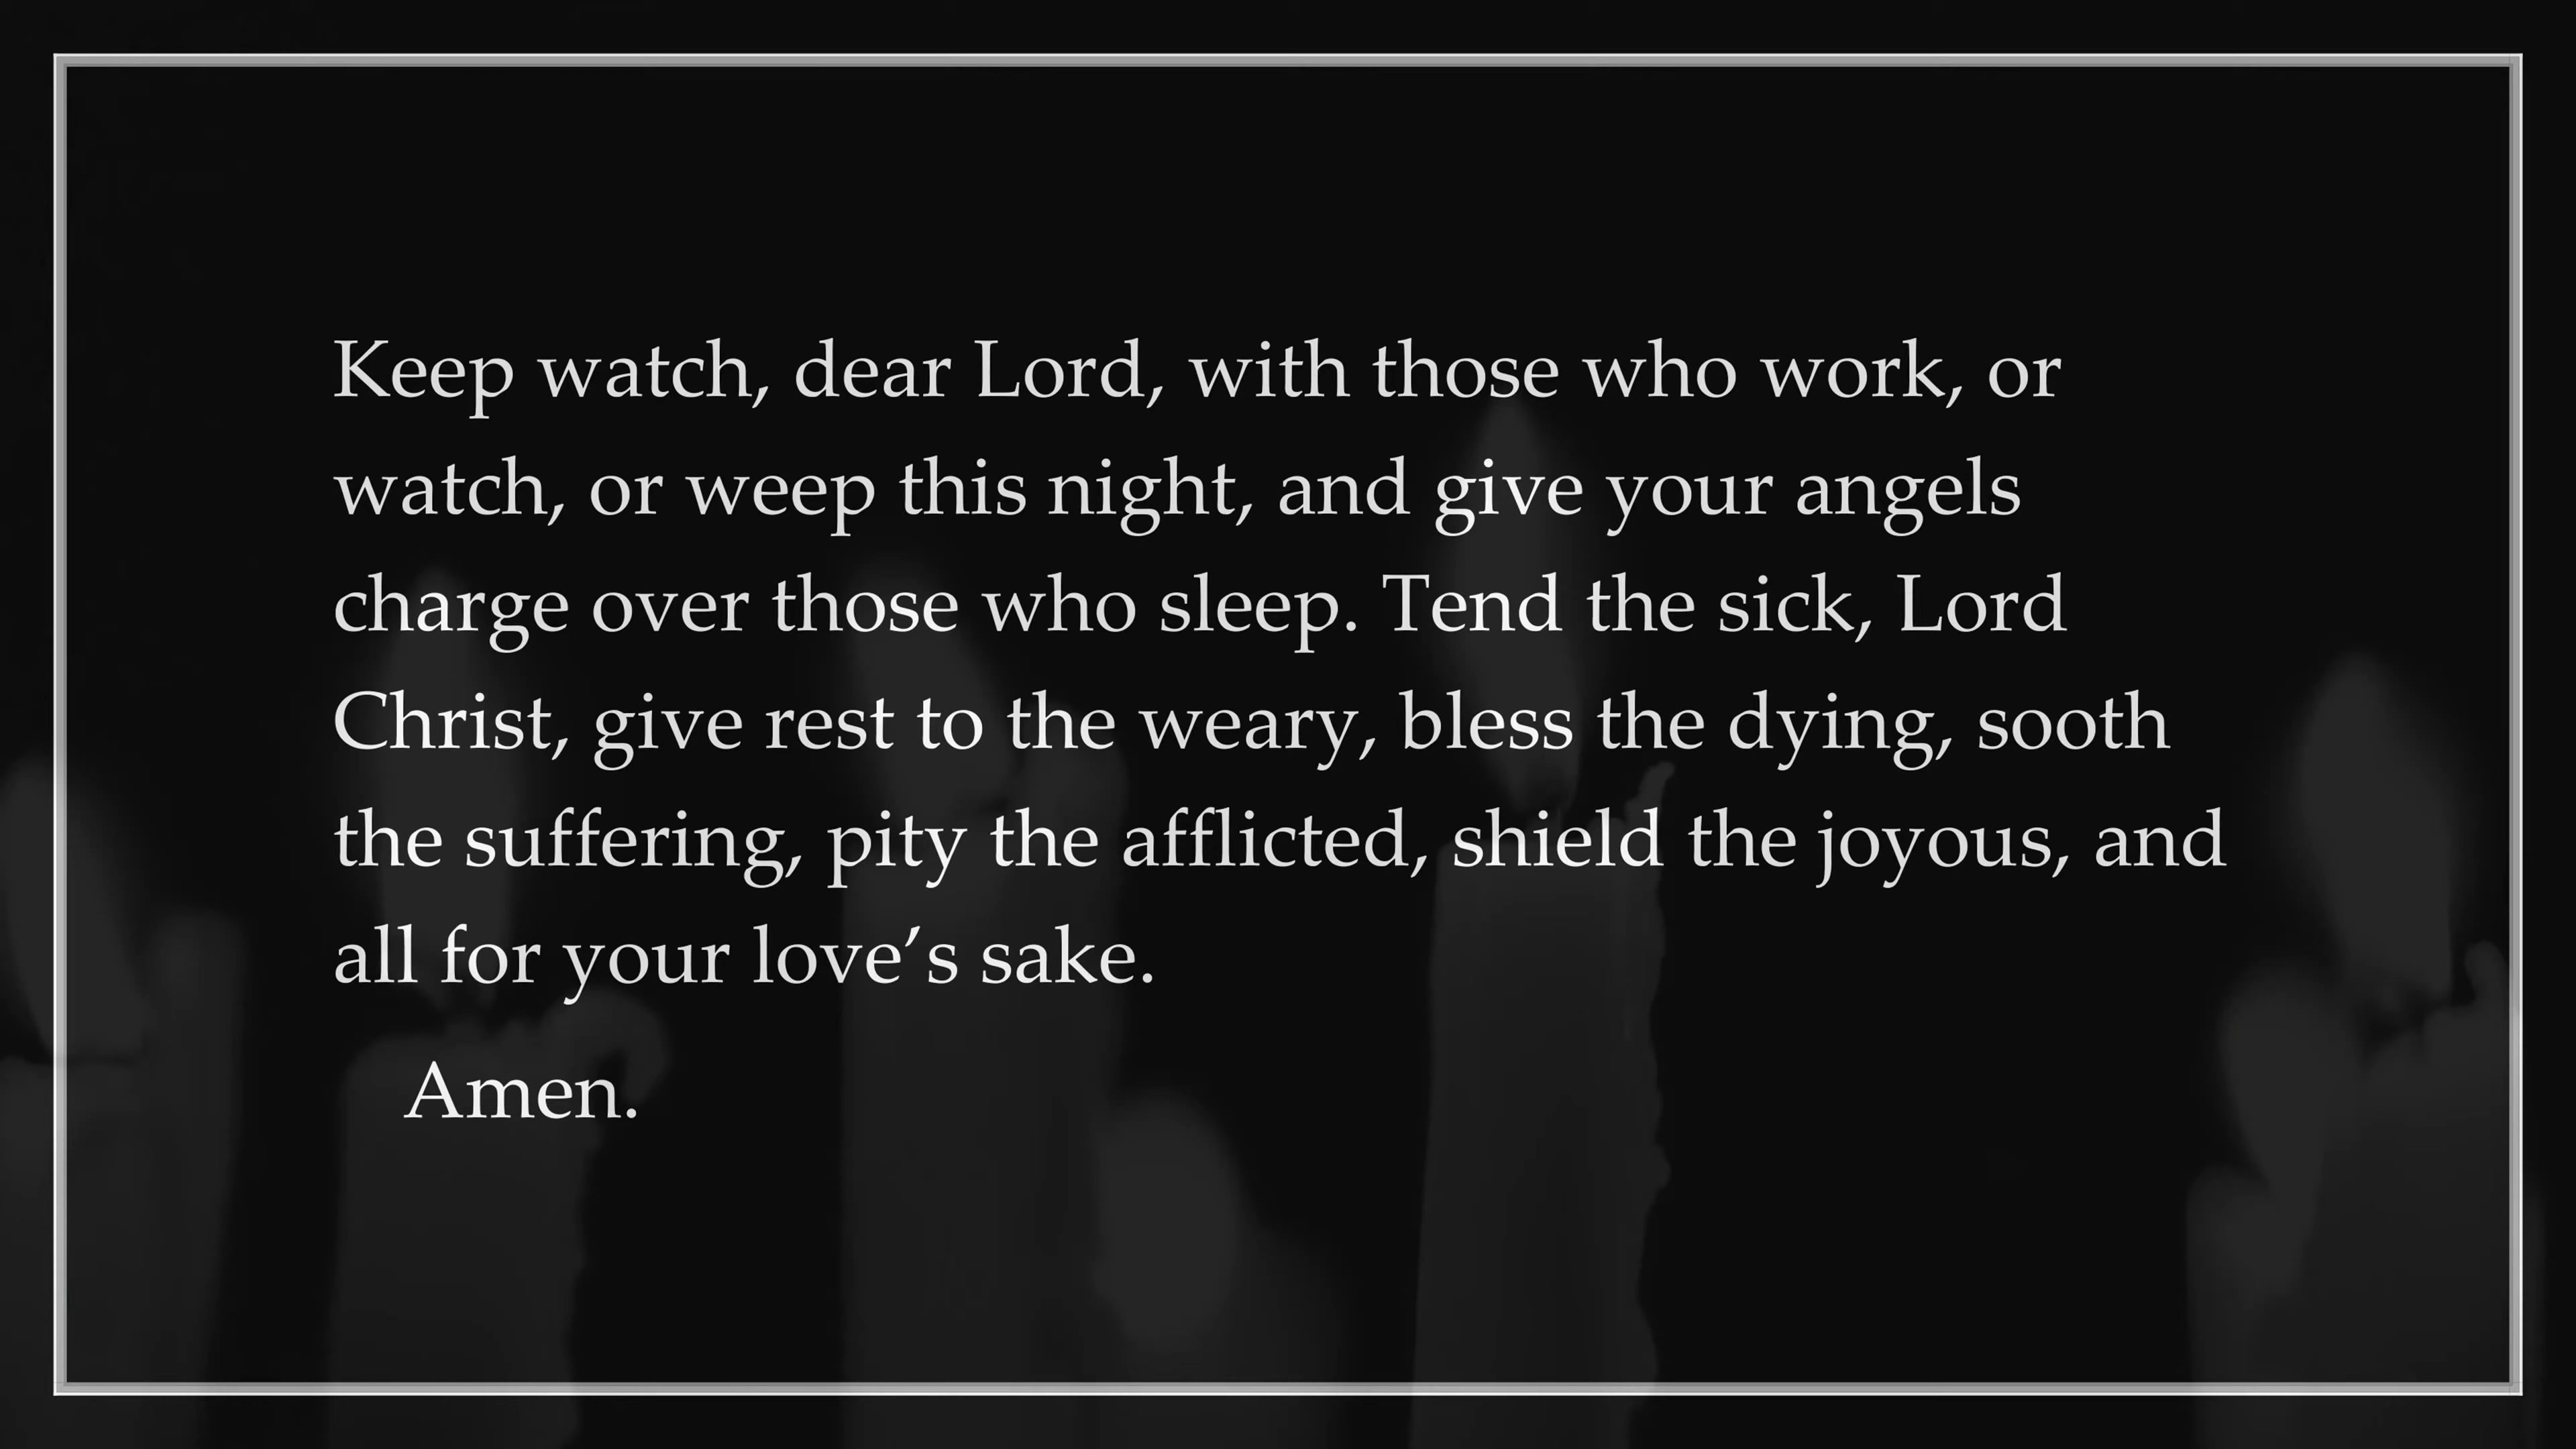 Keep watch, dear Lord, with those who work, or
watch, or weep this night, and give your angels
charge over those who sleep. Tend the sick, Lord
Christ, give rest to the weary, bless the dying, sooth
the suffering, pity the afflicted, shield the joyous, and
all for your love’s sake.
Amen.